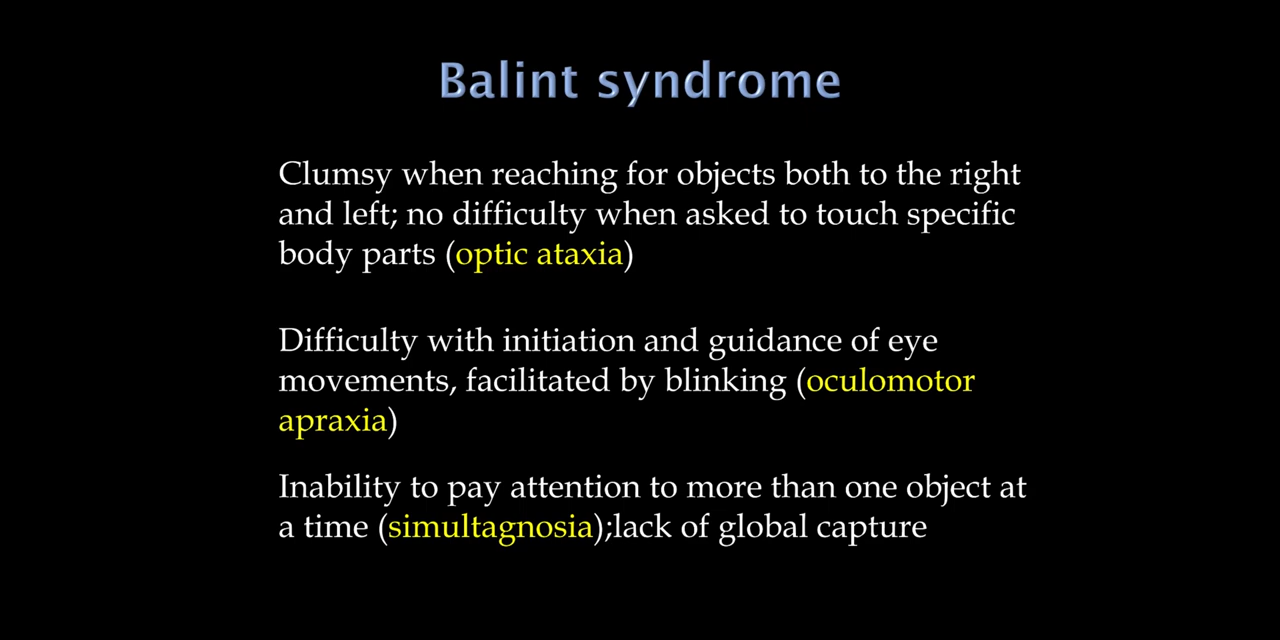 Balint syndrome
Clumsy when reaching for objects both to the right
and left; no difficulty when asked to touch specific
body parts (optic ataxia)
Difficulty with initiation and guidance of eye
movements, facilitated by blinking (oculomotor
apraxia)
Inability to pay attention to more than one object at
a time (simultagnosia);lack of global capture